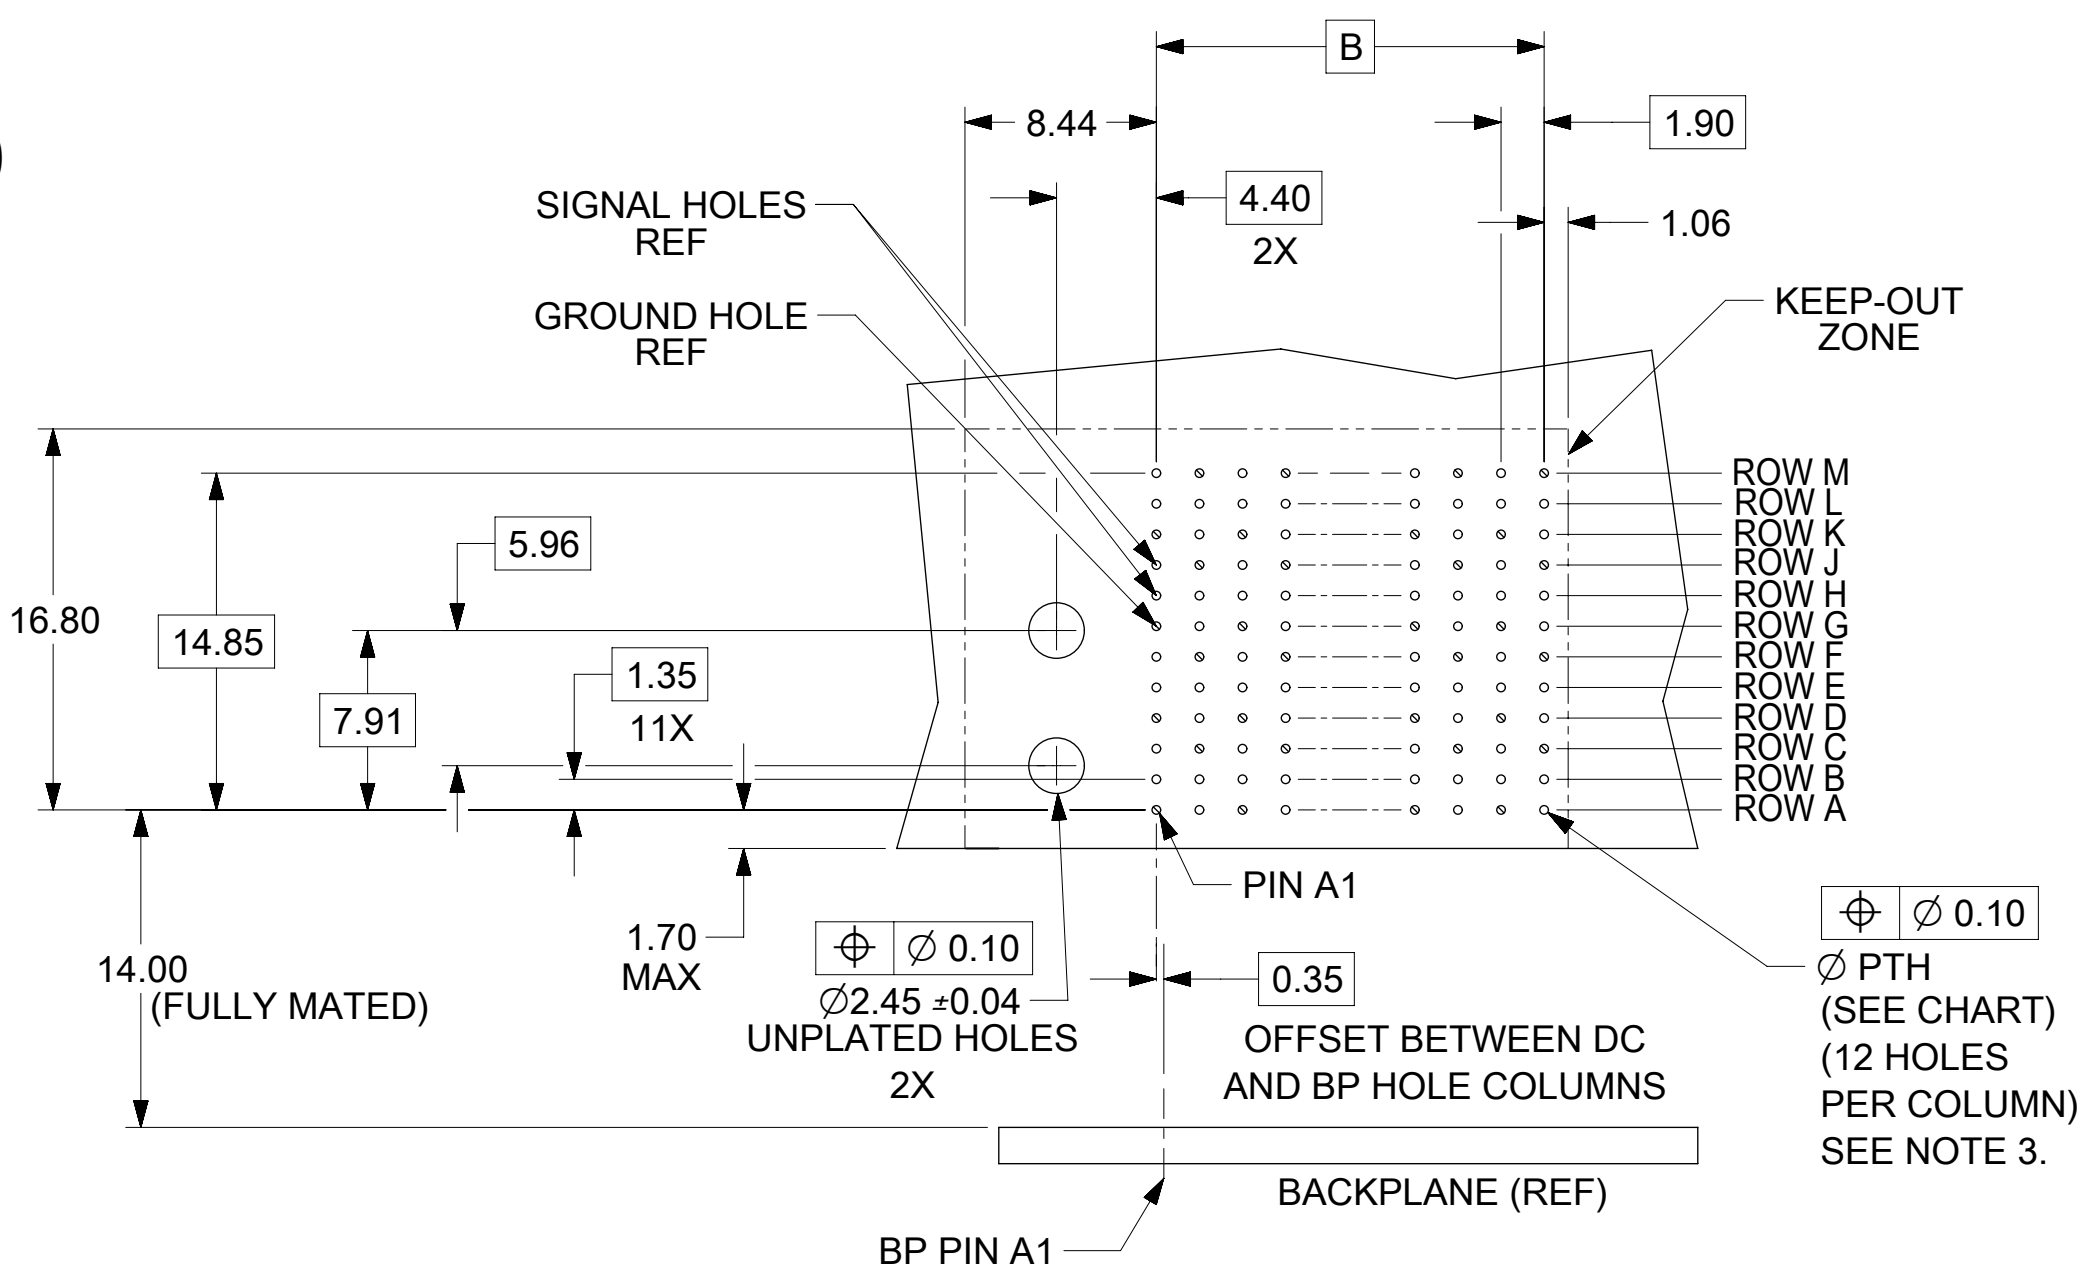 B
8.44
1.90
SIGNAL HOLES
REF
4.40
2X
1.06
GROUND HOLE
REF
KEEP-OUT
ZONE
ROW M
ROW L
ROW K
ROW J
ROW H
ROW G
ROW F
ROW E
ROW D
ROW C
ROW B
ROW A
5.96
16.80
14.85
1.35
11X
7.91
PIN A1
1.70
MAX
14.00
(FULLY MATED)
⌖ ∅ 0.10
∅2.45 ±0.04
UNPLATED HOLES
2X
0.35
OFFSET BETWEEN DC
AND BP HOLE COLUMNS
⌖ ∅ 0.10
∅ PTH
(SEE CHART)
(12 HOLES
PER COLUMN)
SEE NOTE 3.
BACKPLANE (REF)
BP PIN A1